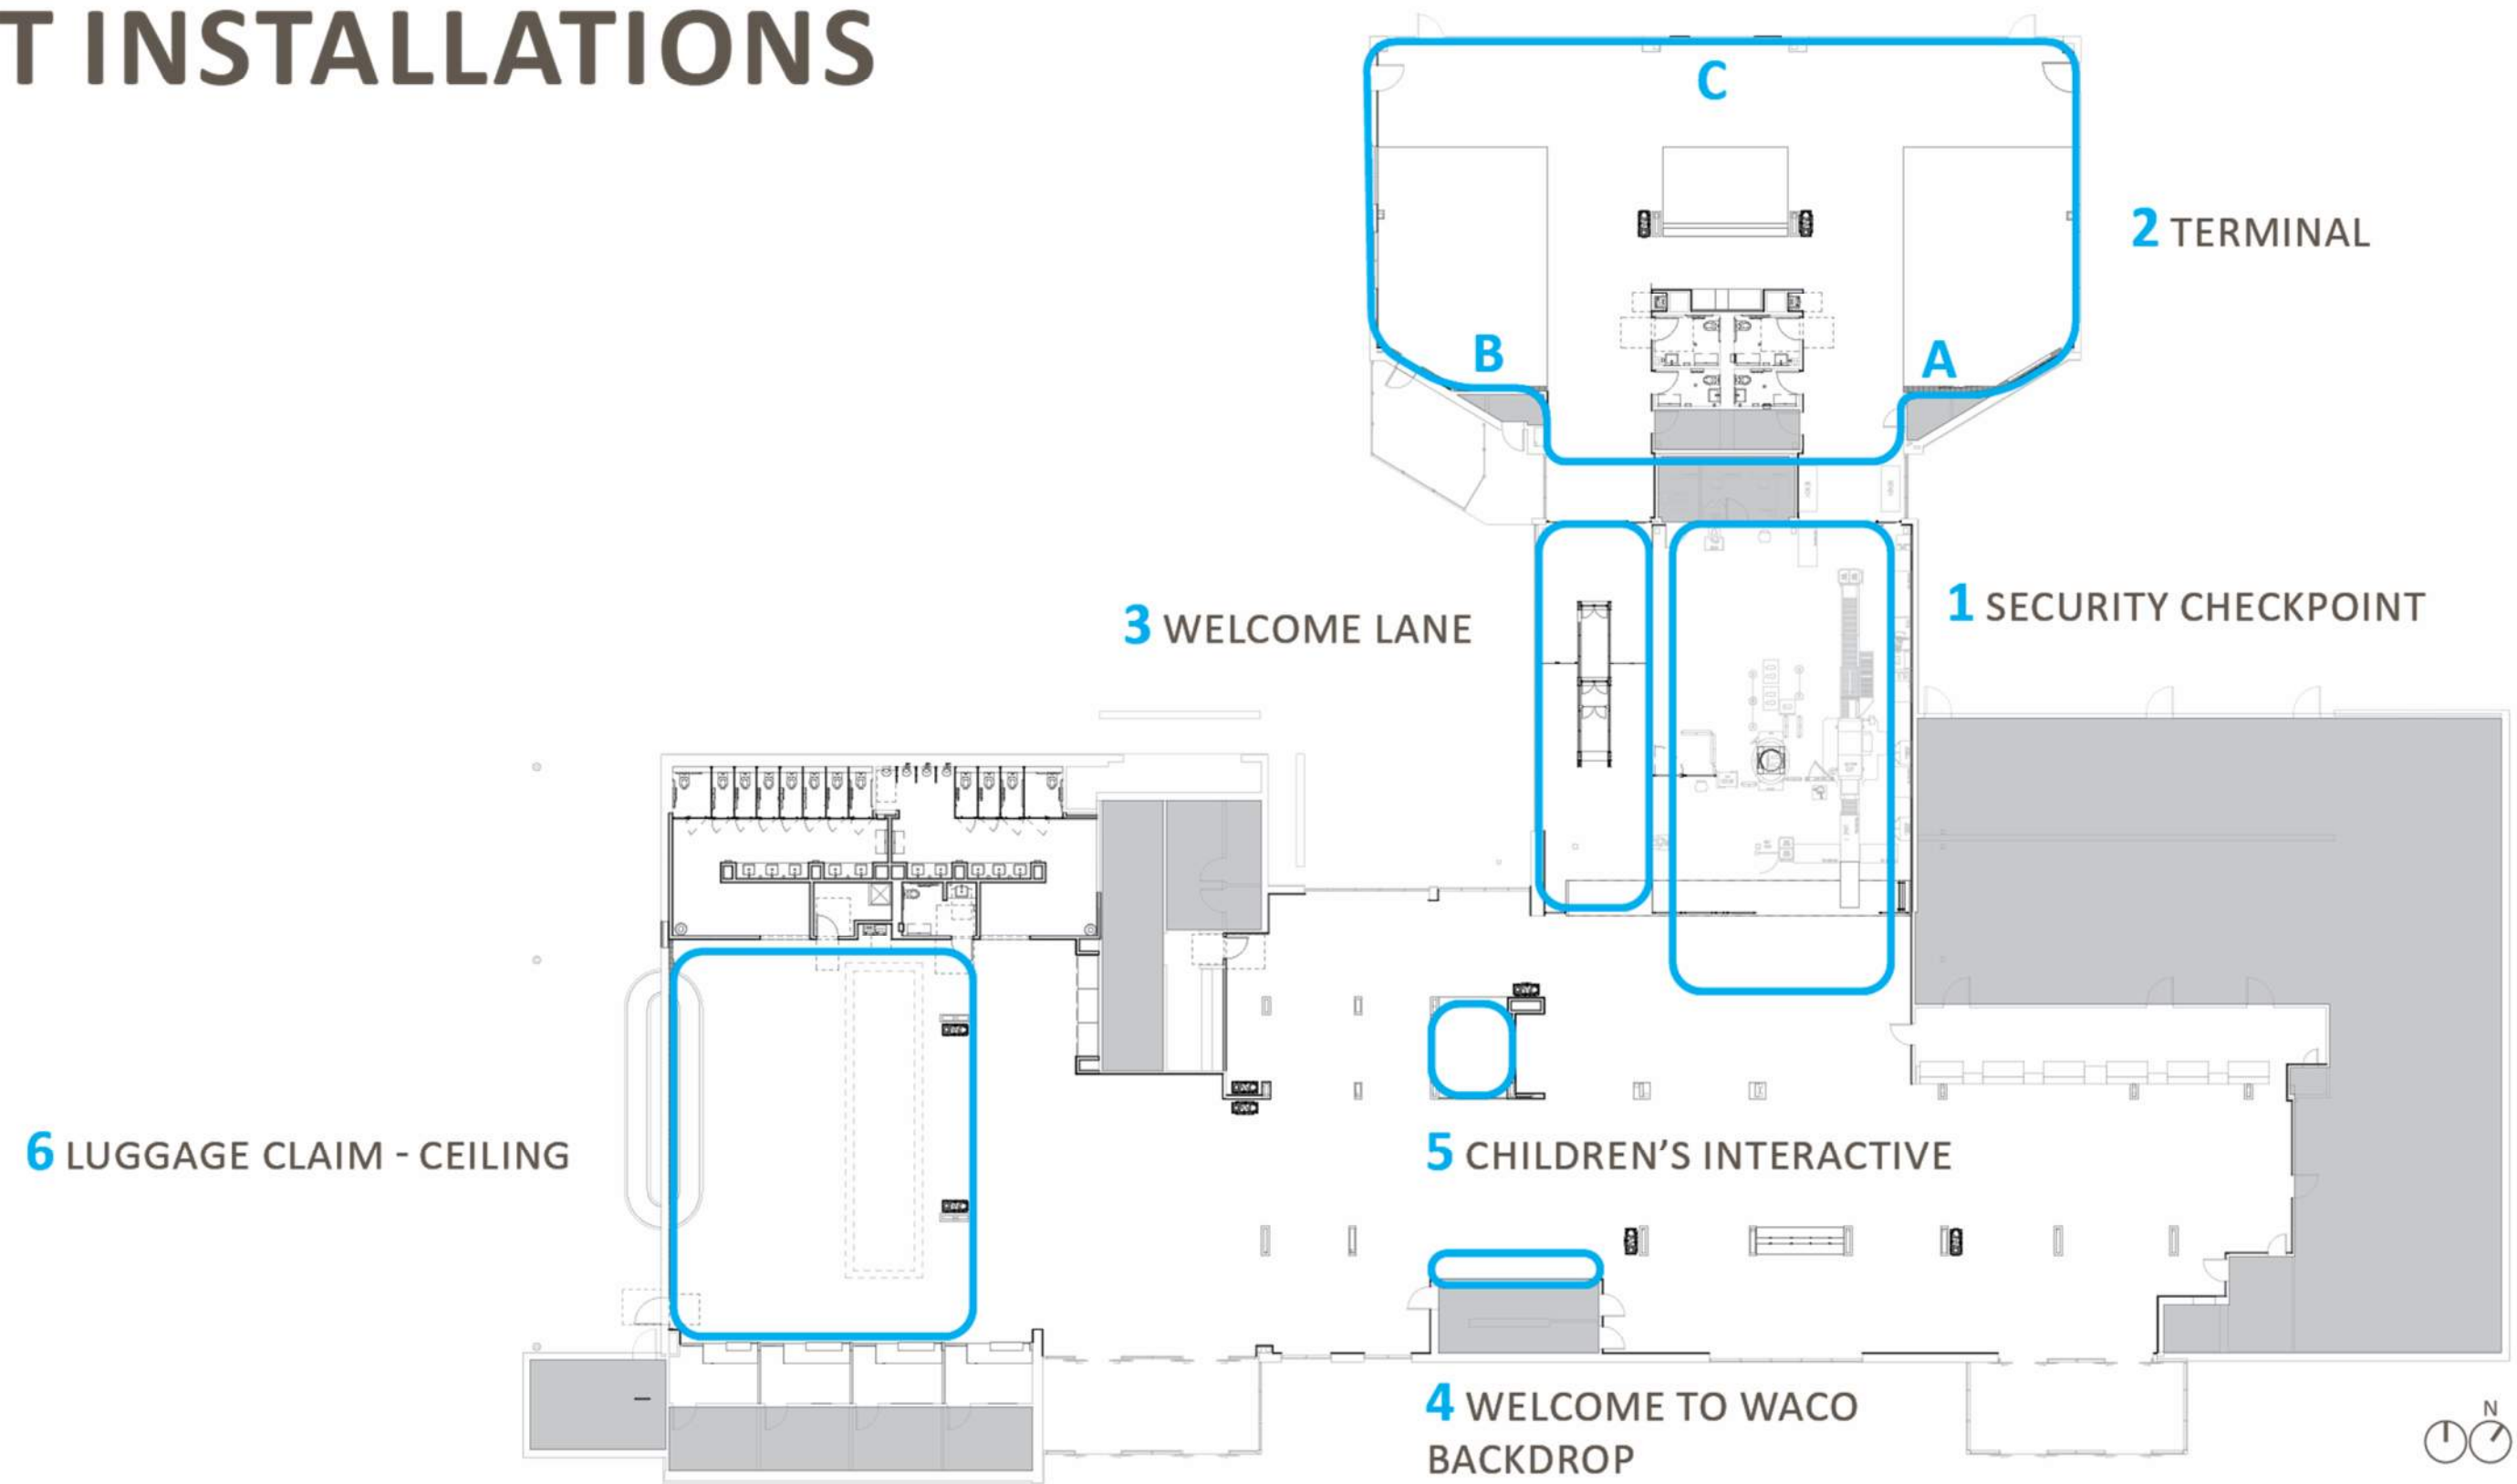 T INSTALLATIONS
C
2 TERMINAL
B
A
3 WELCOME LANE
1 SECURITY CHECKPOINT
6 LUGGAGE CLAIM - CEILING
5 CHILDREN'S INTERACTIVE
4 WELCOME TO WACO
BACKDROP
N